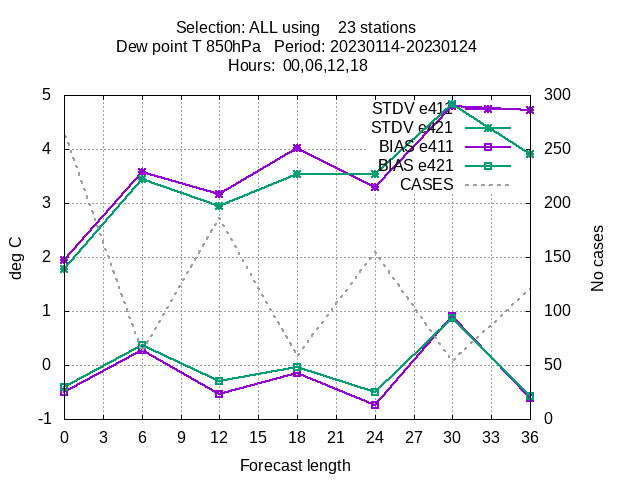 Selection: ALL using    23 stations
Dew point T 850hPa   Period: 20230114-20230124
Hours:  00,06,12,18
5
4
3
2
1
0
-1
300
250
200
150
100
50
0
STDV e411
STDV e421
BIAS e411
BIAS e421
CASES
deg C
No cases
0 3 6 9 12 15 18 21 24 27 30 33 36
Forecast length